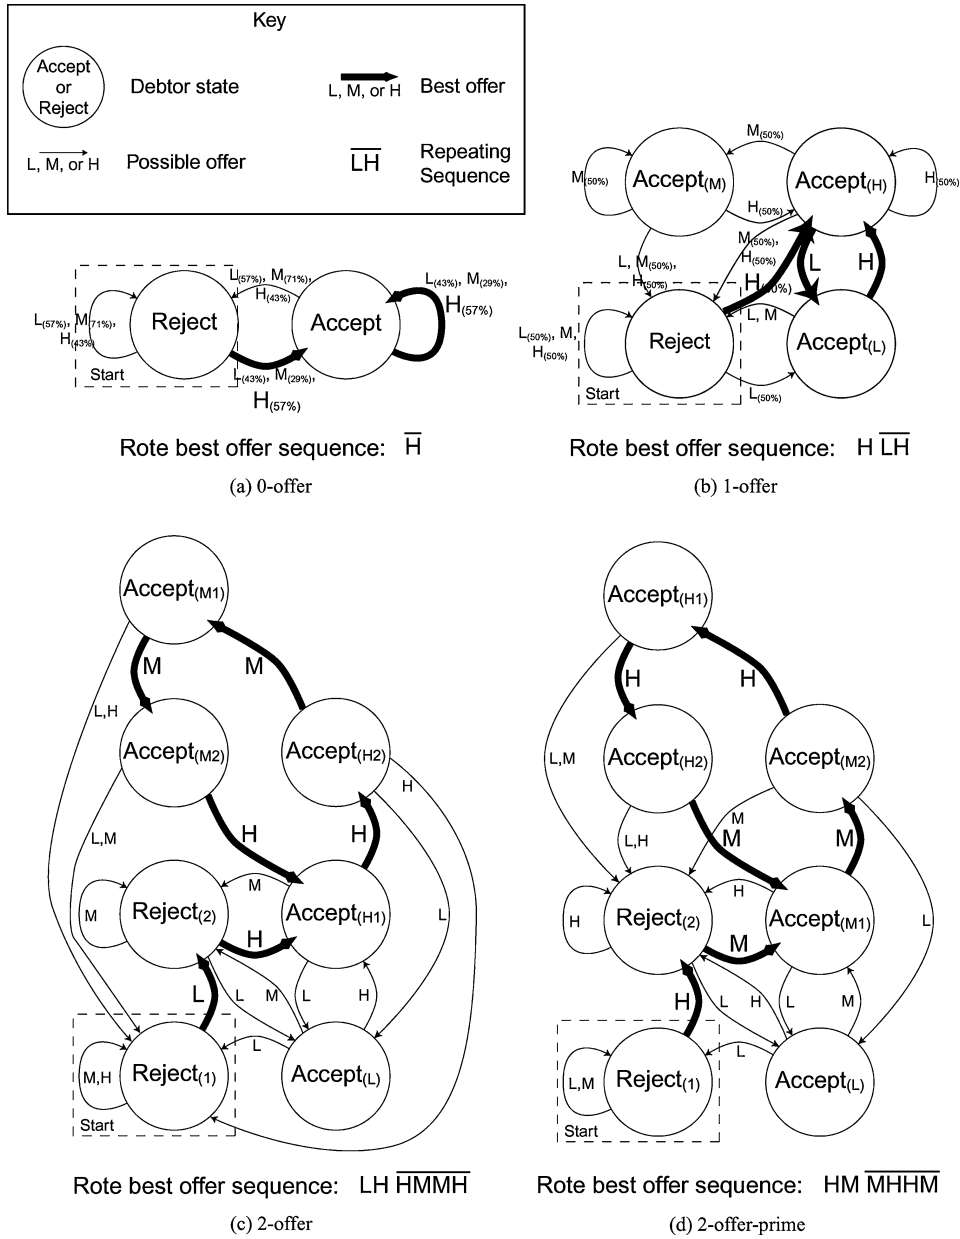 Key
Accept
or
Reject
Debtor state
L, M, or H
Best offer
L, M, or H
Possible offer
LH
Repeating
Sequence
L(57%), M(71%),
H(43%)
Reject
Start
L(57%), M(71%),
H(43%)
Accept
L(43%), M(29%),
H(57%)
L(43%), M(29%),
H(57%)
Rote best offer sequence: H
(a) 0-offer
M(50%)
M(50%)
Accept(M)
Accept(H)
H(50%)
H(50%)
M(50%),
H(50%)
L, M(50%),
H(50%)
H(50%)
L
H
L(50%), M,
H(50%)
Reject
Start
L, M
Accept(L)
L(50%)
Rote best offer sequence: H LH
(b) 1-offer
Accept(M1)
M
M
L,H
Accept(M2)
Accept(H2)
H
L,M
H
H
M
M
Reject(2)
Accept(H1)
H
L
L
L
M
L
H
L
M,H
Reject(1)
Accept(L)
Start
Rote best offer sequence: LH HMMH
(c) 2-offer
Accept(H1)
H
H
L,M
Accept(H2)
Accept(M2)
M
L,H
M
M
H
H
Reject(2)
Accept(M1)
M
L
H
L
H
L
M
L
L,M
Reject(1)
Accept(L)
Start
Rote best offer sequence: HM MHHM
(d) 2-offer-prime